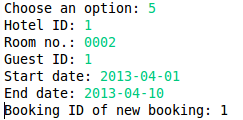 Choose an option: 5
Hotel ID: 1
Room no.: 0002
Guest ID: 1
Start date: 2013-04-01
End date: 2013-04-10
Booking ID of new booking: 1